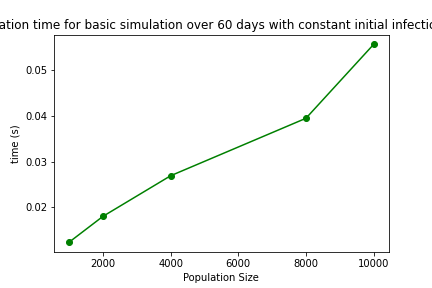 ation time for basic simulation over 60 days with constant initial infectio
0.05
0.04
0.03
0.02
time (s)
2000 4000 6000 8000 10000
Population Size